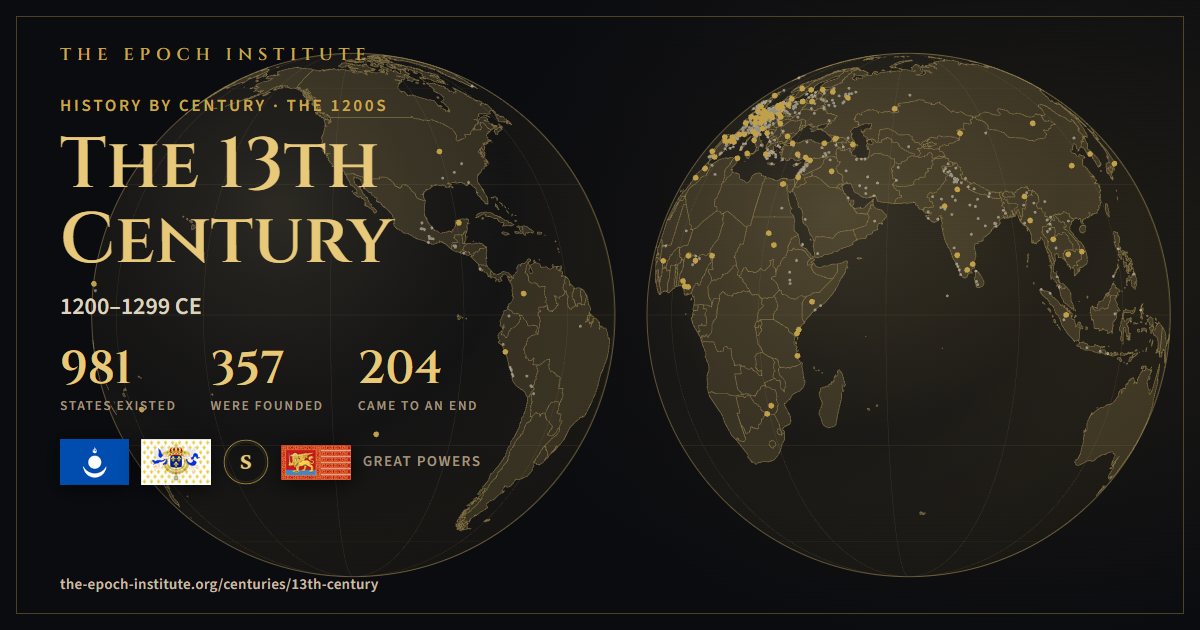 THE EPOCH INSTITUTE
HISTORY BY CENTURY · THE 1200S
THE 13TH
CENTURY
1200–1299 CE
981 357 204
STATES EXISTED WERE FOUNDED CAME TO AN END
S GREAT POWERS
the-epoch-institute.org/centuries/13th-century